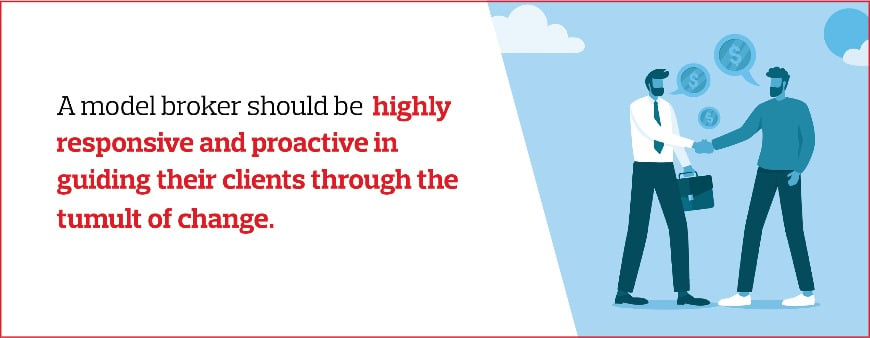 A model broker should be highly
responsive and proactive in
guiding their clients through the
tumult of change.
$
$
$